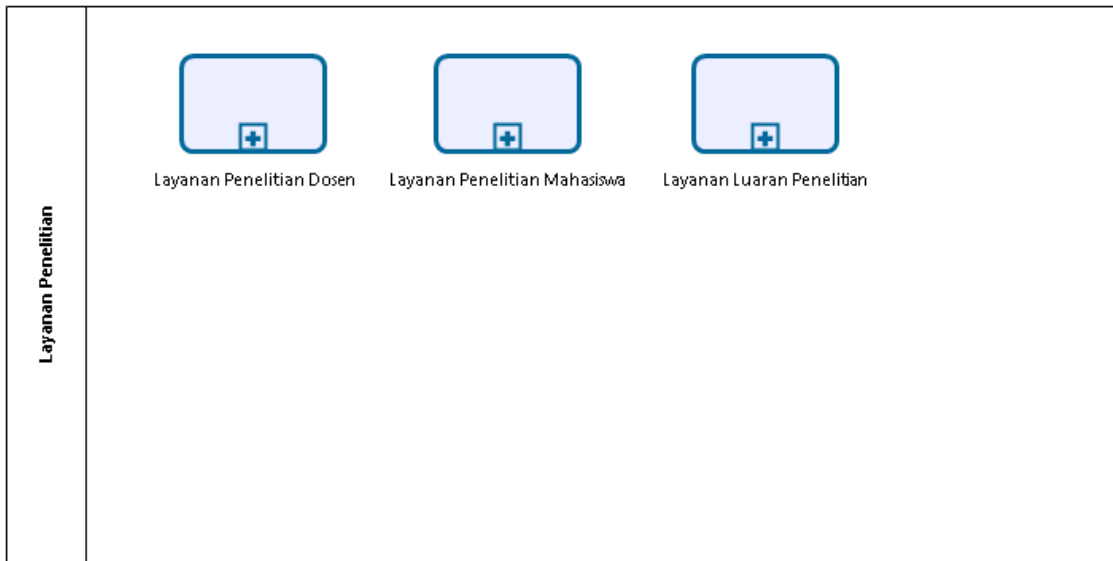 Layanan Penelitian
Layanan Penelitian Dosen
Layanan Penelitian Mahasiswa
Layanan Luaran Penelitian